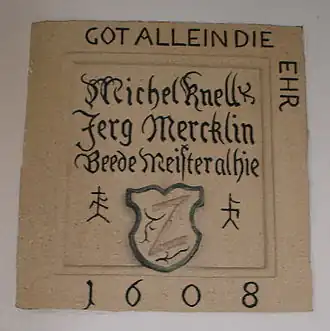 GOT ALLEIN DIE
EHR
Michel Knell &
Jerg Mercklin
Beede Meister alhie
Z
1608